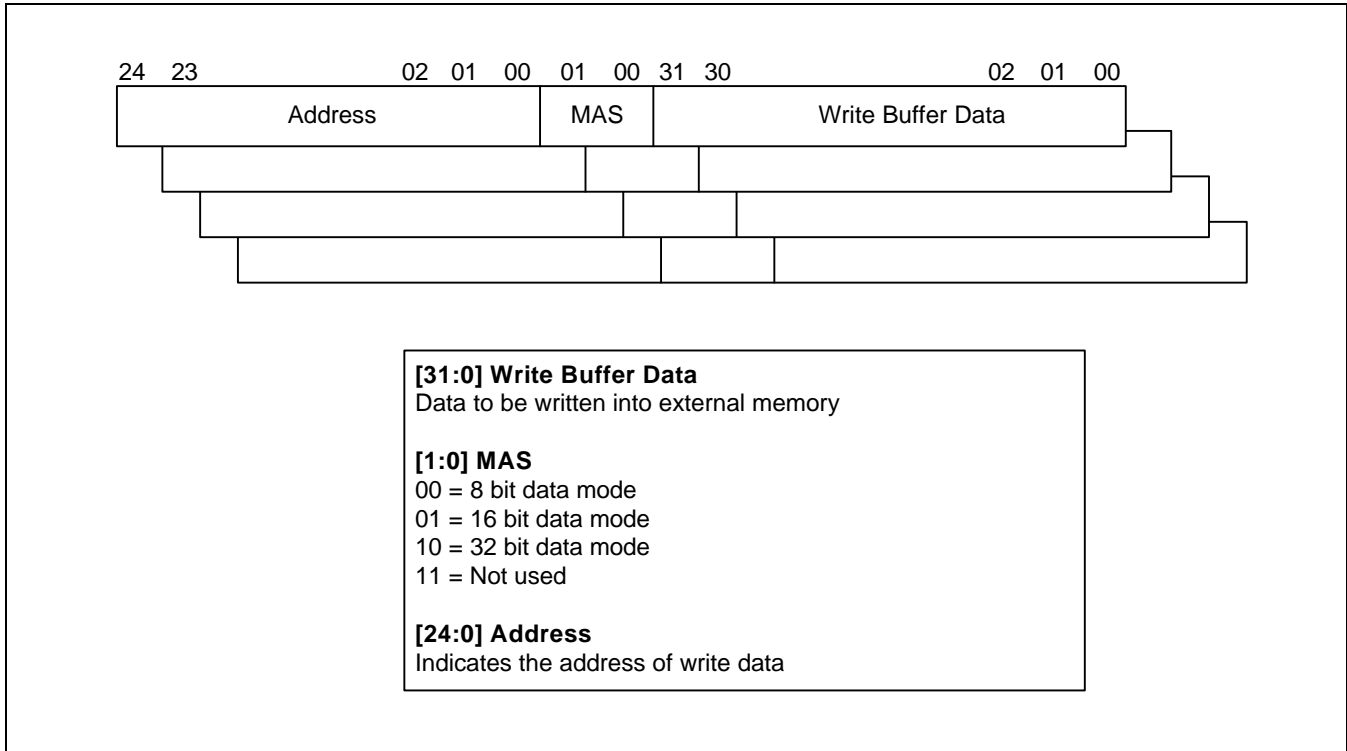 24 23 02 01 00 01 00 31 30 02 01 00
Address MAS Write Buffer Data
[31:0] Write Buffer Data
Data to be written into external memory
[1:0] MAS
00 = 8 bit data mode
01 = 16 bit data mode
10 = 32 bit data mode
11 = Not used
[24:0] Address
Indicates the address of write data